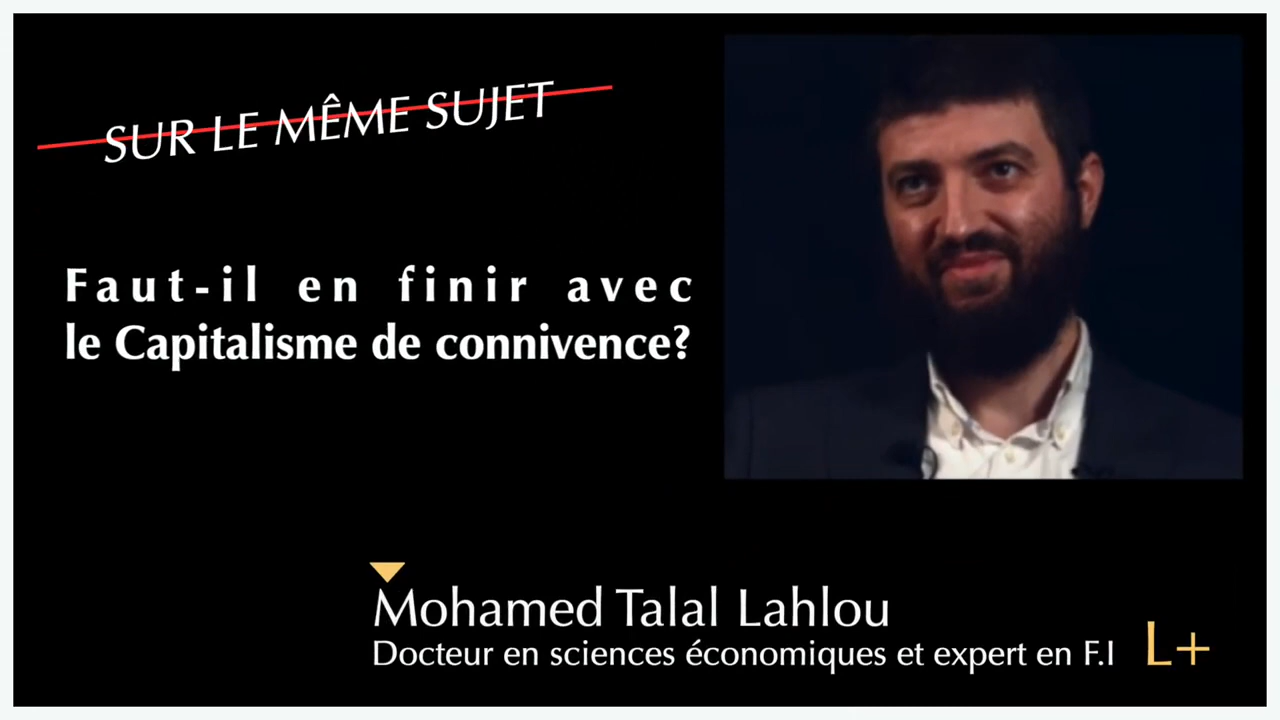 SUR LE MÊME SUJET
Faut-il en finir avec
le Capitalisme de connivence?
Mohamed Talal Lahlou
Docteur en sciences économiques et expert en F.I
L+